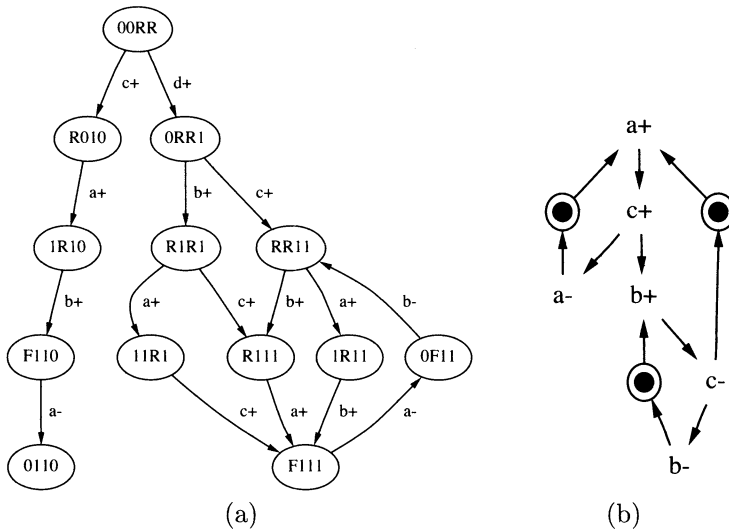 00RR
c+ d+
R010 0RR1
a+ b+ c+
a+
1R10 R1R1 RR11
c+
b+ a+ c+ b+ a+ b-
a- b+
F110 11R1 R111 1R11 0F11
a- c+ a+ b+ a-
c-
0110 F111
b-
(a) (b)